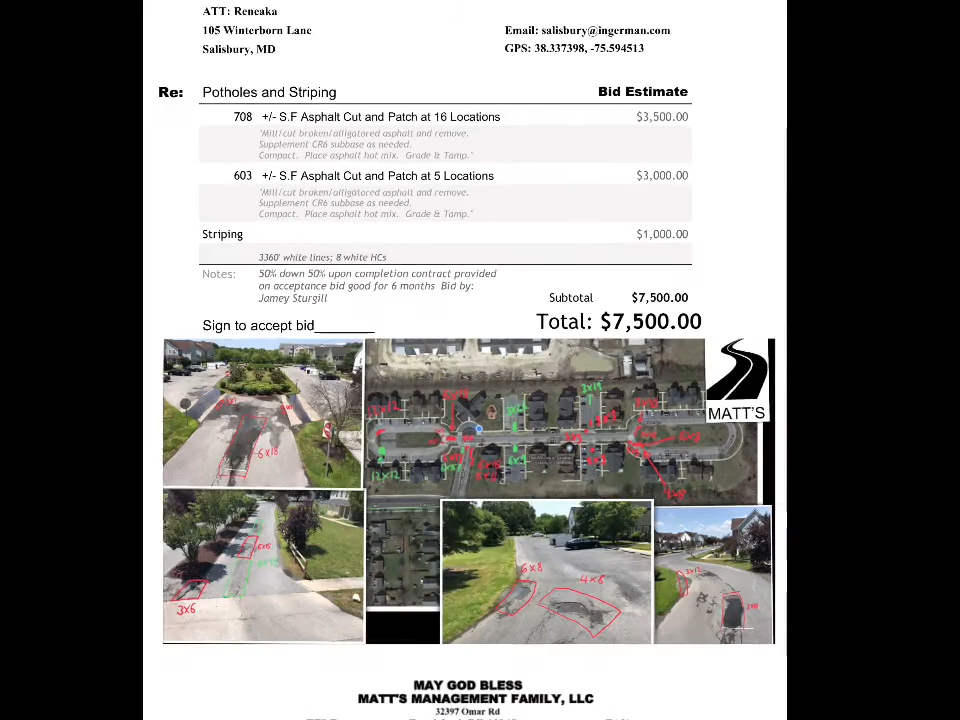 ATT: Reneaka
105 Winterborn Lane
Email: salisbury@ingerman.com
Salisbury, MD
GPS: 38.337398, -75.594513
Re: Potholes and Striping Bid Estimate
708 +/- S.F Asphalt Cut and Patch at 16 Locations $3,500.00
"Mill/cut broken/alligatored asphalt and remove.
Supplement CR6 subbase as needed.
Compact. Place asphalt hot mix. Grade & Tamp."
603 +/- S.F Asphalt Cut and Patch at 5 Locations $3,000.00
"Mill/cut broken/alligatored asphalt and remove.
Supplement CR6 subbase as needed.
Compact. Place asphalt hot mix. Grade & Tamp."
Striping $1,000.00
3360' white lines; 8 white HCs
Notes: 50% down 50% upon completion contract provided
on acceptance bid good for 6 months Bid by:
Jamey Sturgill
Subtotal $7,500.00
Sign to accept bid_______
Total: $7,500.00
MATT'S
6x18
12x12
3x19
6x15
3x6
6x8
4x8
3x12
MAY GOD BLESS
MATT'S MANAGEMENT FAMILY, LLC
32397 Omar Rd